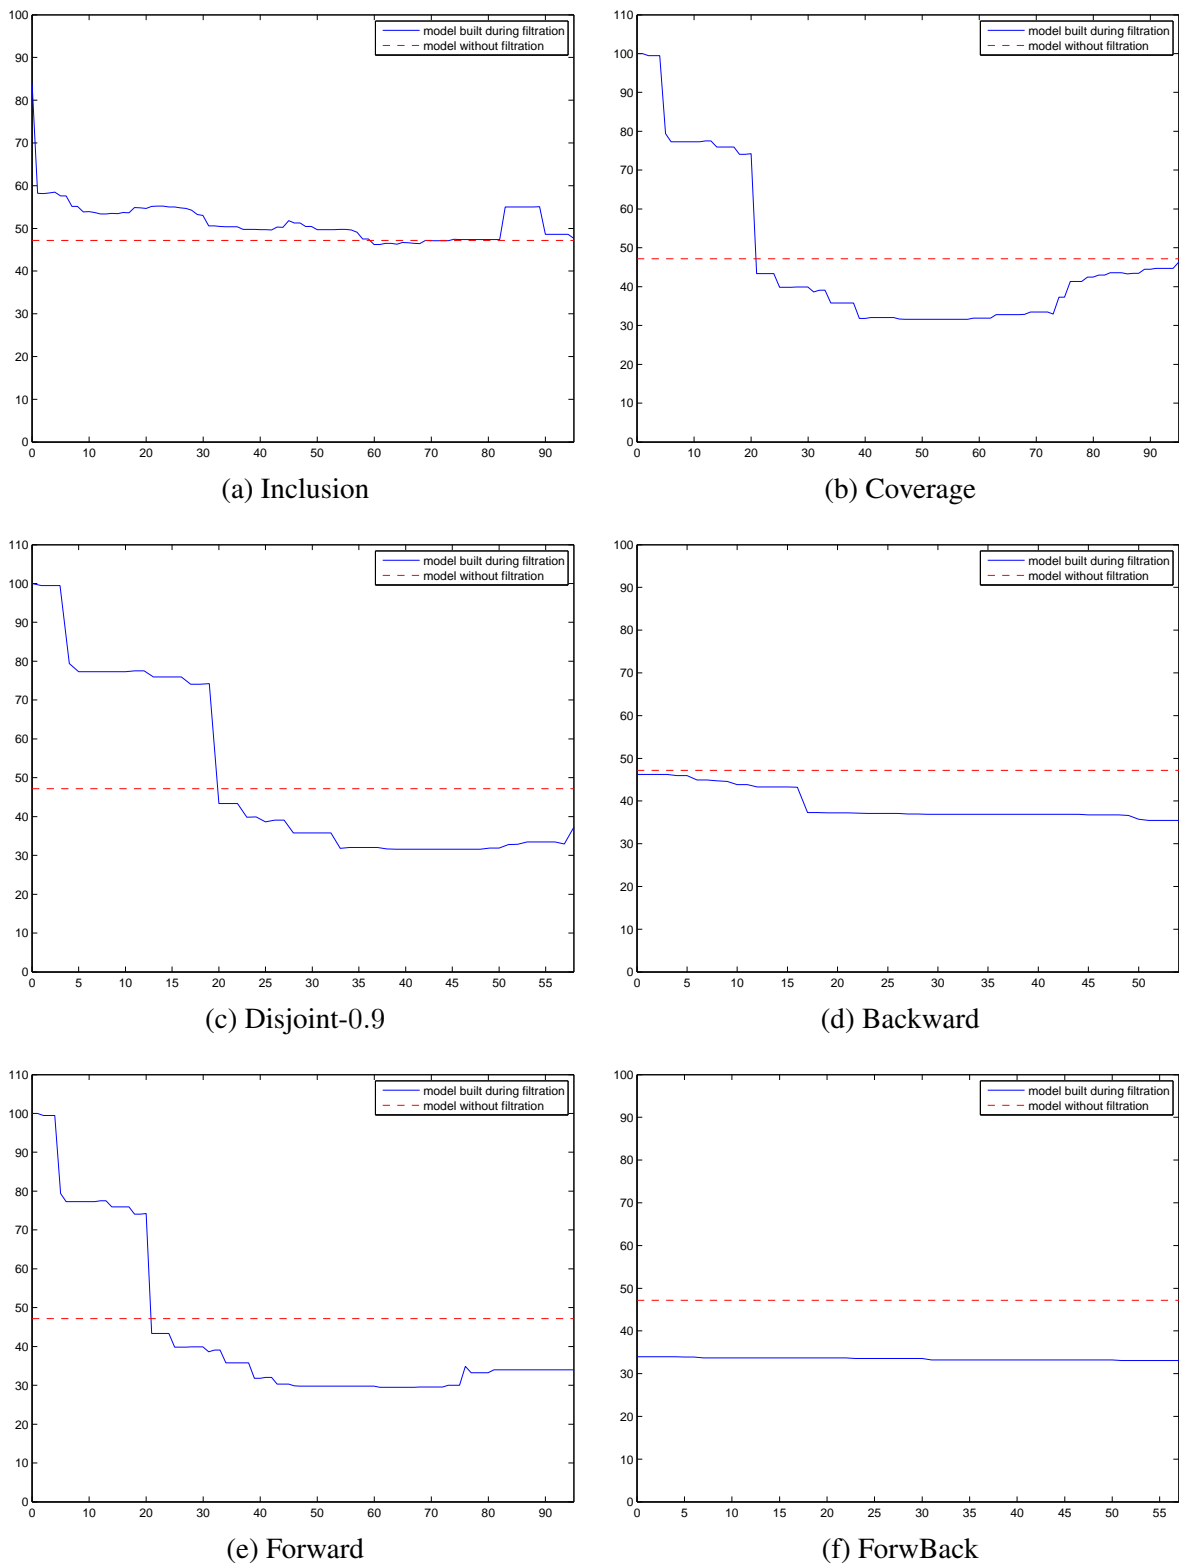 100
90
80
70
60
50
40
30
20
10
0
0 10 20 30 40 50 60 70 80 90
model built during filtration
model without filtration
(a) Inclusion
110
100
90
80
70
60
50
40
30
20
10
0
0 10 20 30 40 50 60 70 80 90
model built during filtration
model without filtration
(b) Coverage
110
100
90
80
70
60
50
40
30
20
10
0
0 5 10 15 20 25 30 35 40 45 50 55
model built during filtration
model without filtration
(c) Disjoint-0.9
100
90
80
70
60
50
40
30
20
10
0
0 5 10 15 20 25 30 35 40 45 50
model built during filtration
model without filtration
(d) Backward
110
100
90
80
70
60
50
40
30
20
10
0
0 10 20 30 40 50 60 70 80 90
model built during filtration
model without filtration
(e) Forward
100
90
80
70
60
50
40
30
20
10
0
0 5 10 15 20 25 30 35 40 45 50 55
model built during filtration
model without filtration
(f) ForwBack